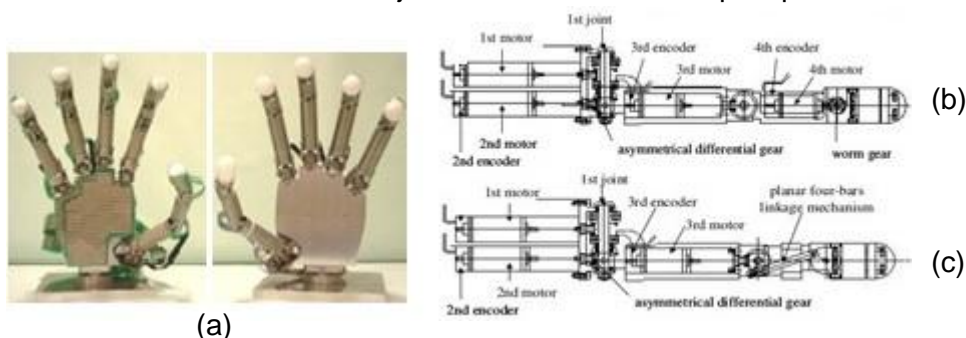 1st joint
1st motor
3rd encoder
3rd motor
4th encoder
4th motor
2nd motor
2nd encoder
asymmetrical differential gear
worm gear
(b)
1st joint
1st motor
3rd encoder
3rd motor
planar four-bars
linkage mechanism
2nd motor
2nd encoder
asymmetrical differential gear
(c)
(a)